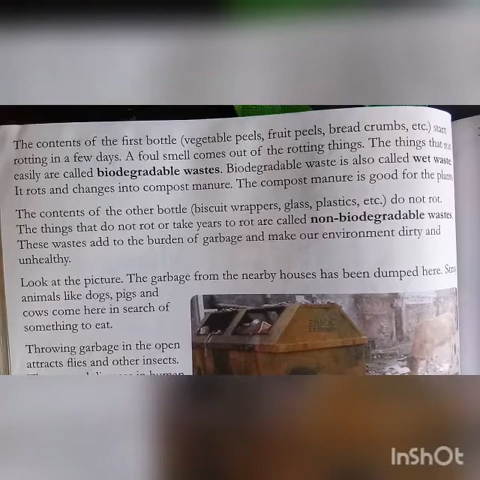 The contents of the first bottle (vegetable peels, fruit peels, bread crumbs, etc.) start
rotting in a few days. A foul smell comes out of the rotting things. The things that
easily are called biodegradable wastes. Biodegradable waste is also called wet waste
It rots and changes into compost manure. The compost manure is good for the plants
The contents of the other bottle (biscuit wrappers, glass, plastics, etc.) do not rot.
The things that do not rot or take years to rot are called non-biodegradable wastes.
These wastes add to the burden of garbage and make our environment dirty and
unhealthy.
Look at the picture. The garbage from the nearby houses has been dumped here.
animals like dogs, pigs and
cows come here in search of
something to eat.
Throwing garbage in the open
attracts flies and other insects.
InShOt